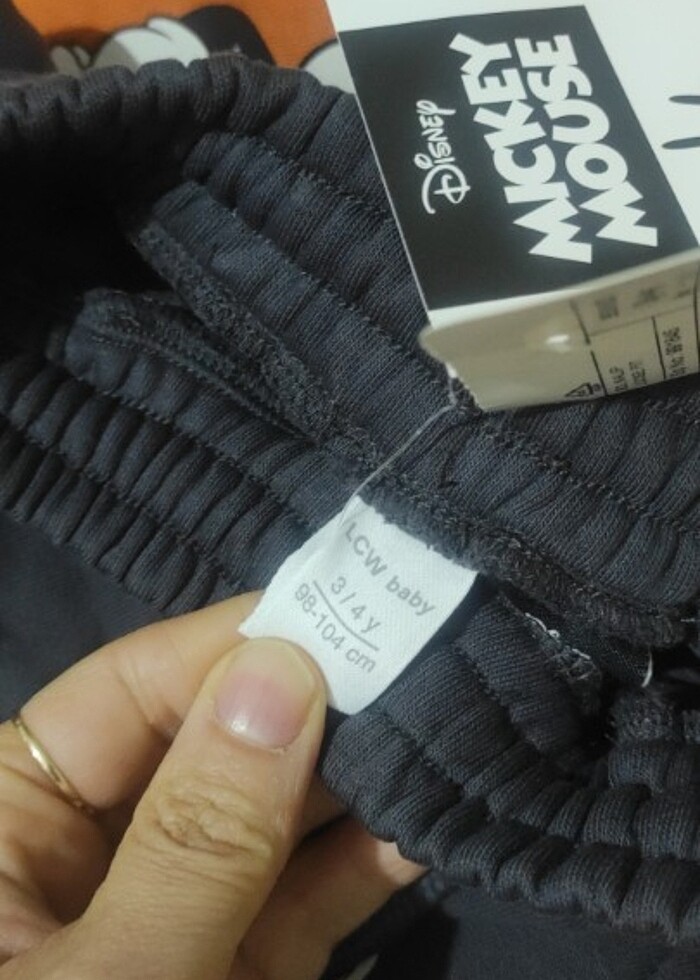 Disney
MICKEY
MOUSE
LCW baby
3/4 y
98-104 cm